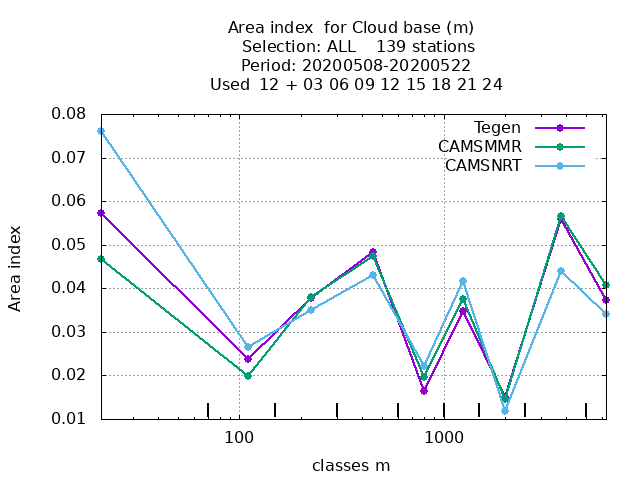 Area index  for Cloud base (m)
Selection: ALL    139 stations
Period: 20200508-20200522
Used  12 + 03 06 09 12 15 18 21 24
0.08
0.07
0.06
0.05
0.04
0.03
0.02
0.01
Area index
Tegen
CAMSMMR
CAMSNRT
100
1000
classes m